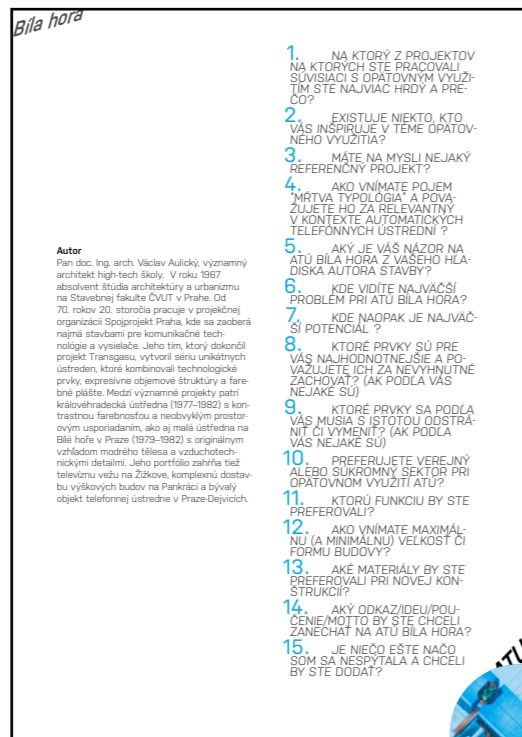 Bíla hora
Autor
Pan doc. Ing. arch. Václav Aulický, významný
architekt high-tech školy. V roku 1967
absolvent štúdia architektúry a urbanizmu
na Stavebnej fakulte ČVUT v Prahe. Od
70. rokov 20. storočia pracuje v projekčnej
organizácii Spojprojekt Praha, kde sa zaoberá
najmä stavbami pre komunikačné tech-
nológie a vysielače. Jeho tím, ktorý dokončil
projekt Transgasu, vytvoril sériu unikátnych
ústrední, ktoré kombinovali technologické
prvky, expresívne objemové štruktúry a fare-
bné plášte. Medzi významné projekty patrí
královéhradecká ústředna (1977–1982) s kon-
trastnou farebnosťou a neobvyklým prostor-
ovým usporiadaním, ako aj malá ústředna na
Bílé hoře v Praze (1979–1982) s originálnym
vzhľadom modrého tělesa a vzduchotech-
nickými detailmi. Jeho portfólio zahŕňa tiež
televíznu vežu na Žižkove, komplexnú dostav-
bu výškových budov na Pankráci a bývalý
objekt telefonnej ústredne v Praze-Dejvicích.
1. NA KTORÝ Z PROJEKTOV
NA KTORÝCH STE PRACOVALI
SÚVISIACI S OPÄTOVNÝM VYUŽI-
TÍM STE NAJVIAC HRDÝ A PRE-
ČO?
2. EXISTUJE NIEKTO, KTO
VÁS INŠPIRUJE V TÉME OPÄTOV-
NÉHO VYUŽITIA?
3. MÁTE NA MYSLI NEJAKÝ
REFERENČNÝ PROJEKT?
4. AKO VNÍMATE POJEM
"MŔTVA TYPOLÓGIA" A POVA-
ŽUJETE HO ZA RELEVANTNÝ
V KONTEXTE AUTOMATICKÝCH
TELEFÓNNYCH ÚSTREDNÍ ?
5. AKÝ JE VÁŠ NÁZOR NA
ATÚ BÍLA HORA Z VAŠEHO HĽA-
DISKA AUTORA STAVBY?
6. KDE VIDÍTE NAJVÄČŠÍ
PROBLÉM PRI ATÚ BÍLA HORA?
7. KDE NAOPAK JE NAJVÄČ-
ŠÍ POTENCIÁL ?
8. KTORÉ PRVKY SÚ PRE
VÁS NAJHODNOTNEJŠIE A PO-
VAŽUJETE ICH ZA NEVYHNUTNÉ
ZACHOVAŤ? (AK PODĽA VÁS
NEJAKÉ SÚ)
9. KTORÉ PRVKY SA PODĽA
VÁS MUSIA S ISTOTOU ODSTRÁ-
NIŤ ČI VYMENIŤ? (AK PODĽA
VÁS NEJAKÉ SÚ)
10. PREFERUJETE VEREJNÝ
ALEBO SÚKROMNÝ SEKTOR PRI
OPÄTOVNOM VYUŽITÍ ATÚ?
11. KTORÚ FUNKCIU BY STE
PREFEROVALI?
12. AKO VNÍMATE MAXIMÁL-
NU (A MINIMÁLNU) VEĽKOSŤ ČI
FORMU BUDOVY?
13. AKÉ MATERIÁLY BY STE
PREFEROVALI PRI NOVEJ KON-
ŠTRUKCII?
14. AKÝ ODKAZ/IDEU/POU-
ČENIE/MOTTO BY STE CHCELI
ZANECHAŤ NA ATÚ BÍLA HORA?
15. JE NIEČO EŠTE NAČO
SOM SA NESPÝTALA A CHCELI
BY STE DODAŤ?